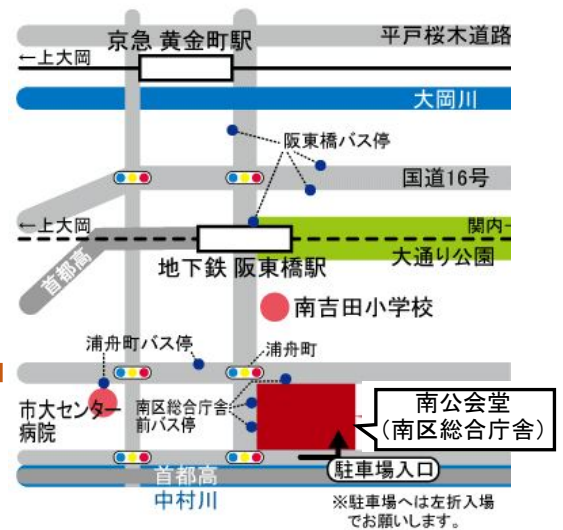 京急 黄金町駅
平戸桜木道路
←上大岡
大岡川
阪東橋バス停
国道16号
←上大岡
関内
大通り公園
首都高
地下鉄 阪東橋駅
南吉田小学校
浦舟町バス停
浦舟町
市大センター
病院
南区総合庁舎
前バス停
南公会堂
(南区総合庁舎)
駐車場入口
首都高
中村川
※駐車場へは左折入場
でお願いします。